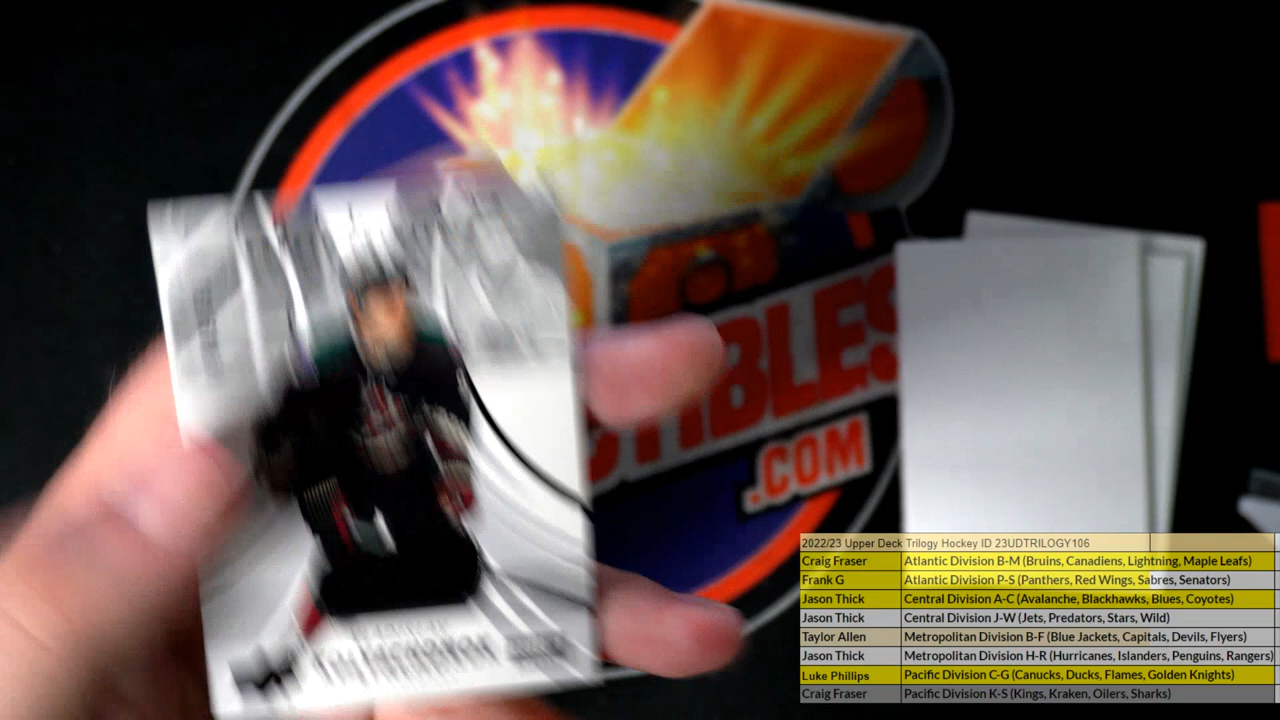 BLES
.COM
2022/23 Upper Deck Trilogy Hockey ID 23UDTRILOGY106
Craig Fraser Atlantic Division B-M (Bruins, Canadiens, Lightning, Maple Leafs)
Frank G Atlantic Division P-S (Panthers, Red Wings, Sabres, Senators)
Jason Thick Central Division A-C (Avalanche, Blackhawks, Blues, Coyotes)
Jason Thick Central Division J-W (Jets, Predators, Stars, Wild)
Taylor Allen Metropolitan Division B-F (Blue Jackets, Capitals, Devils, Flyers)
Jason Thick Metropolitan Division H-R (Hurricanes, Islanders, Penguins, Rangers)
Luke Phillips Pacific Division C-G (Canucks, Ducks, Flames, Golden Knights)
Craig Fraser Pacific Division K-S (Kings, Kraken, Oilers, Sharks)